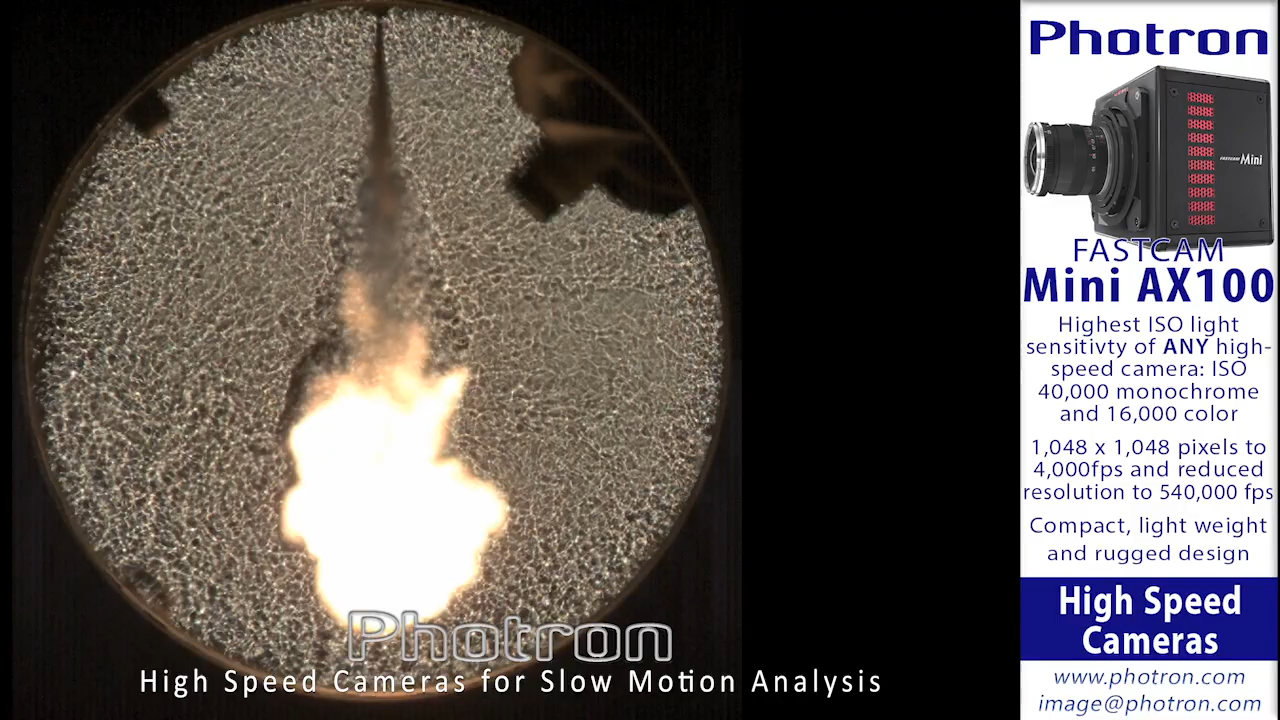 Photron
High Speed Cameras for Slow Motion Analysis
Photron
FASTCAM Mini
FASTCAM
Mini AX100
Highest ISO light
sensitivty of ANY high-
speed camera: ISO
40,000 monochrome
and 16,000 color
1,048 x 1,048 pixels to
4,000fps and reduced
resolution to 540,000 fps
Compact, light weight
and rugged design
High Speed
Cameras
www.photron.com
image@photron.com